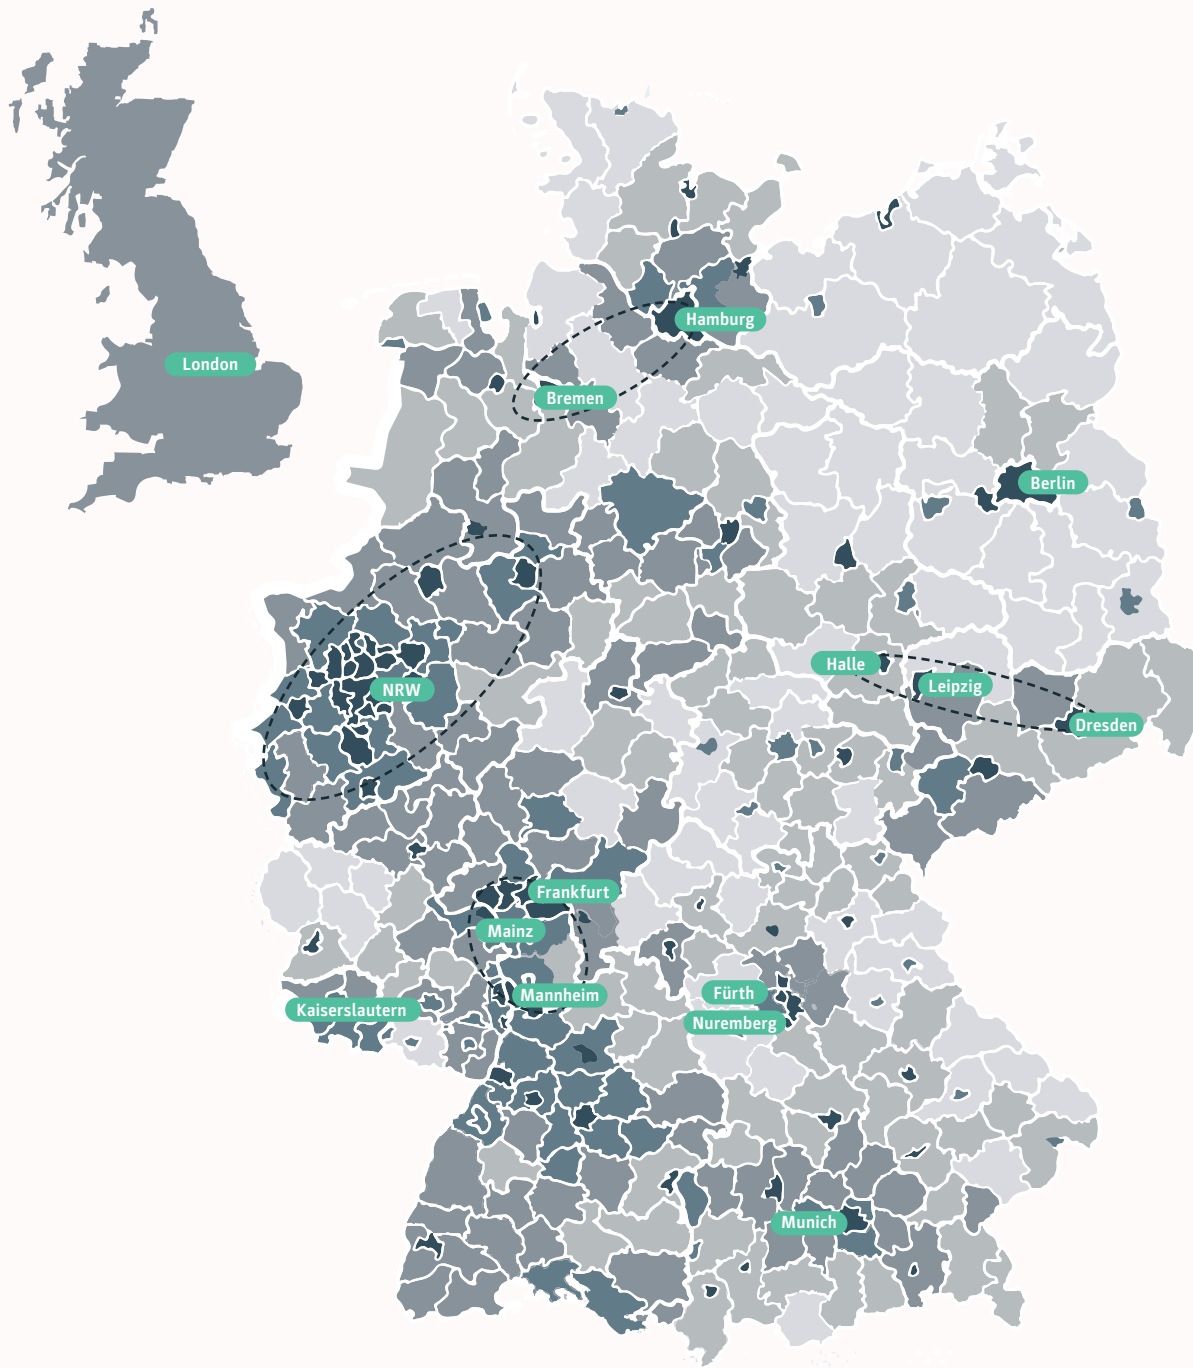 London
Hamburg
Bremen
Berlin
Halle
Leipzig
NRW
Dresden
Frankfurt
Mainz
Fürth
Mannheim
Kaiserslautern
Nuremberg
Munich